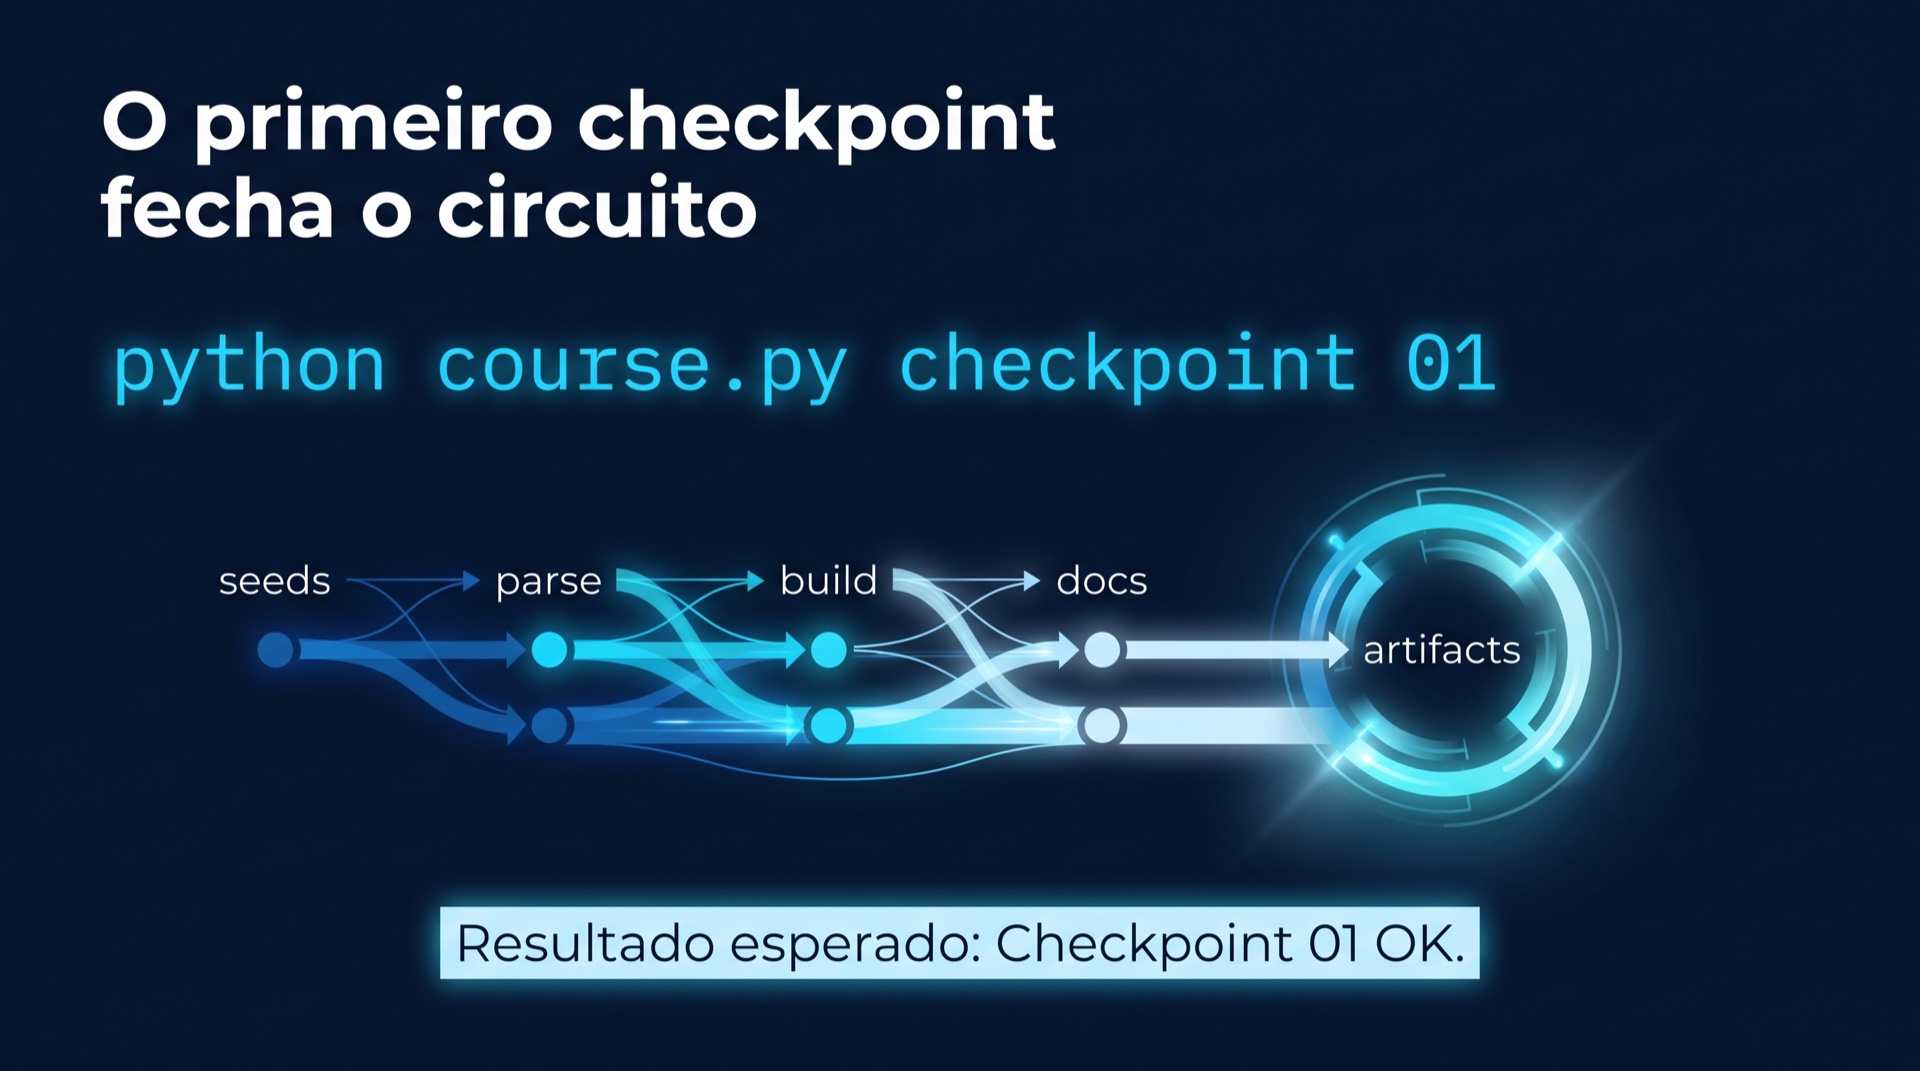 O primeiro checkpoint
fecha o circuito
python course.py checkpoint 01
seeds
parse
build
docs
artifacts
Resultado esperado: Checkpoint 01 OK.